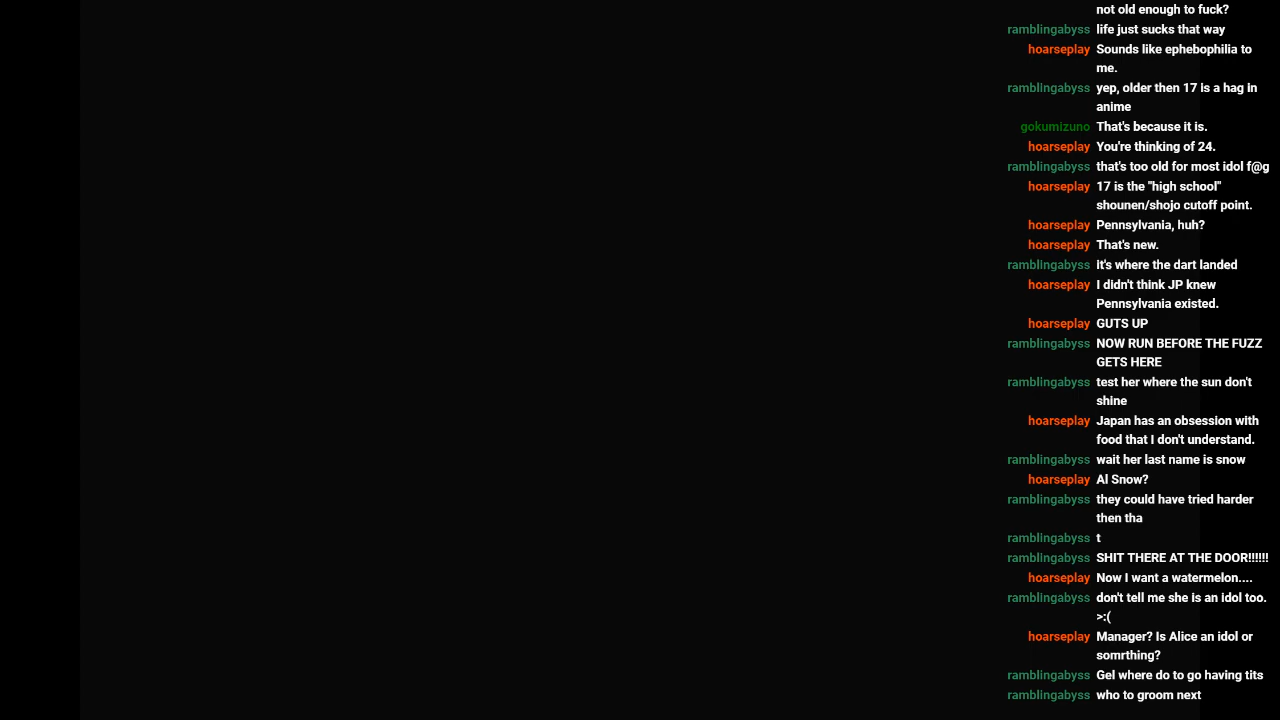 not old enough to fuck?
ramblingabyss life just sucks that way
hoarseplay Sounds like ephebophilia to
me.
ramblingabyss yep, older then 17 is a hag in
anime
gokumizuno That's because it is.
hoarseplay You're thinking of 24.
ramblingabyss that's too old for most idol f@g
hoarseplay 17 is the "high school"
shounen/shojo cutoff point.
hoarseplay Pennsylvania, huh?
hoarseplay That's new.
ramblingabyss it's where the dart landed
hoarseplay I didn't think JP knew
Pennsylvania existed.
hoarseplay GUTS UP
ramblingabyss NOW RUN BEFORE THE FUZZ
GETS HERE
ramblingabyss test her where the sun don't
shine
hoarseplay Japan has an obsession with
food that I don't understand.
ramblingabyss wait her last name is snow
hoarseplay Al Snow?
ramblingabyss they could have tried harder
then tha
ramblingabyss t
ramblingabyss SHIT THERE AT THE DOOR!!!!!!
hoarseplay Now I want a watermelon....
ramblingabyss don't tell me she is an idol too.
>:(
hoarseplay Manager? Is Alice an idol or
somrthing?
ramblingabyss Gel where do to go having tits
ramblingabyss who to groom next